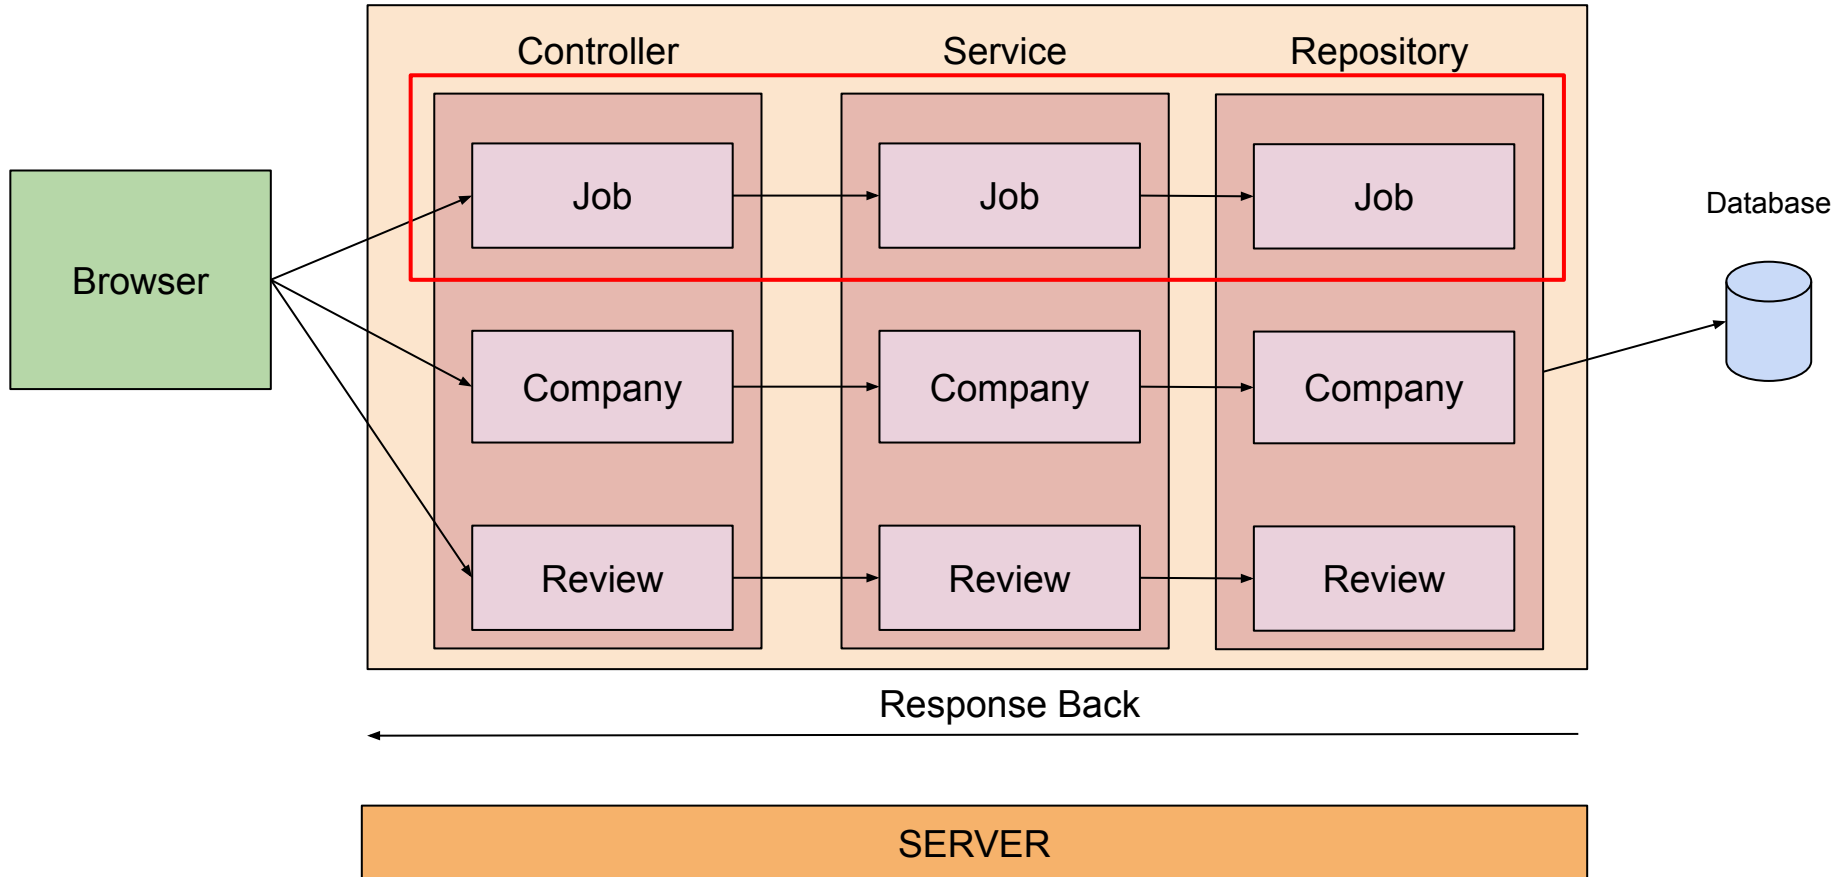 Controller
Service
Repository
Job
Job
Job
Database
Browser
Company
Company
Company
Review
Review
Review
Response Back
SERVER